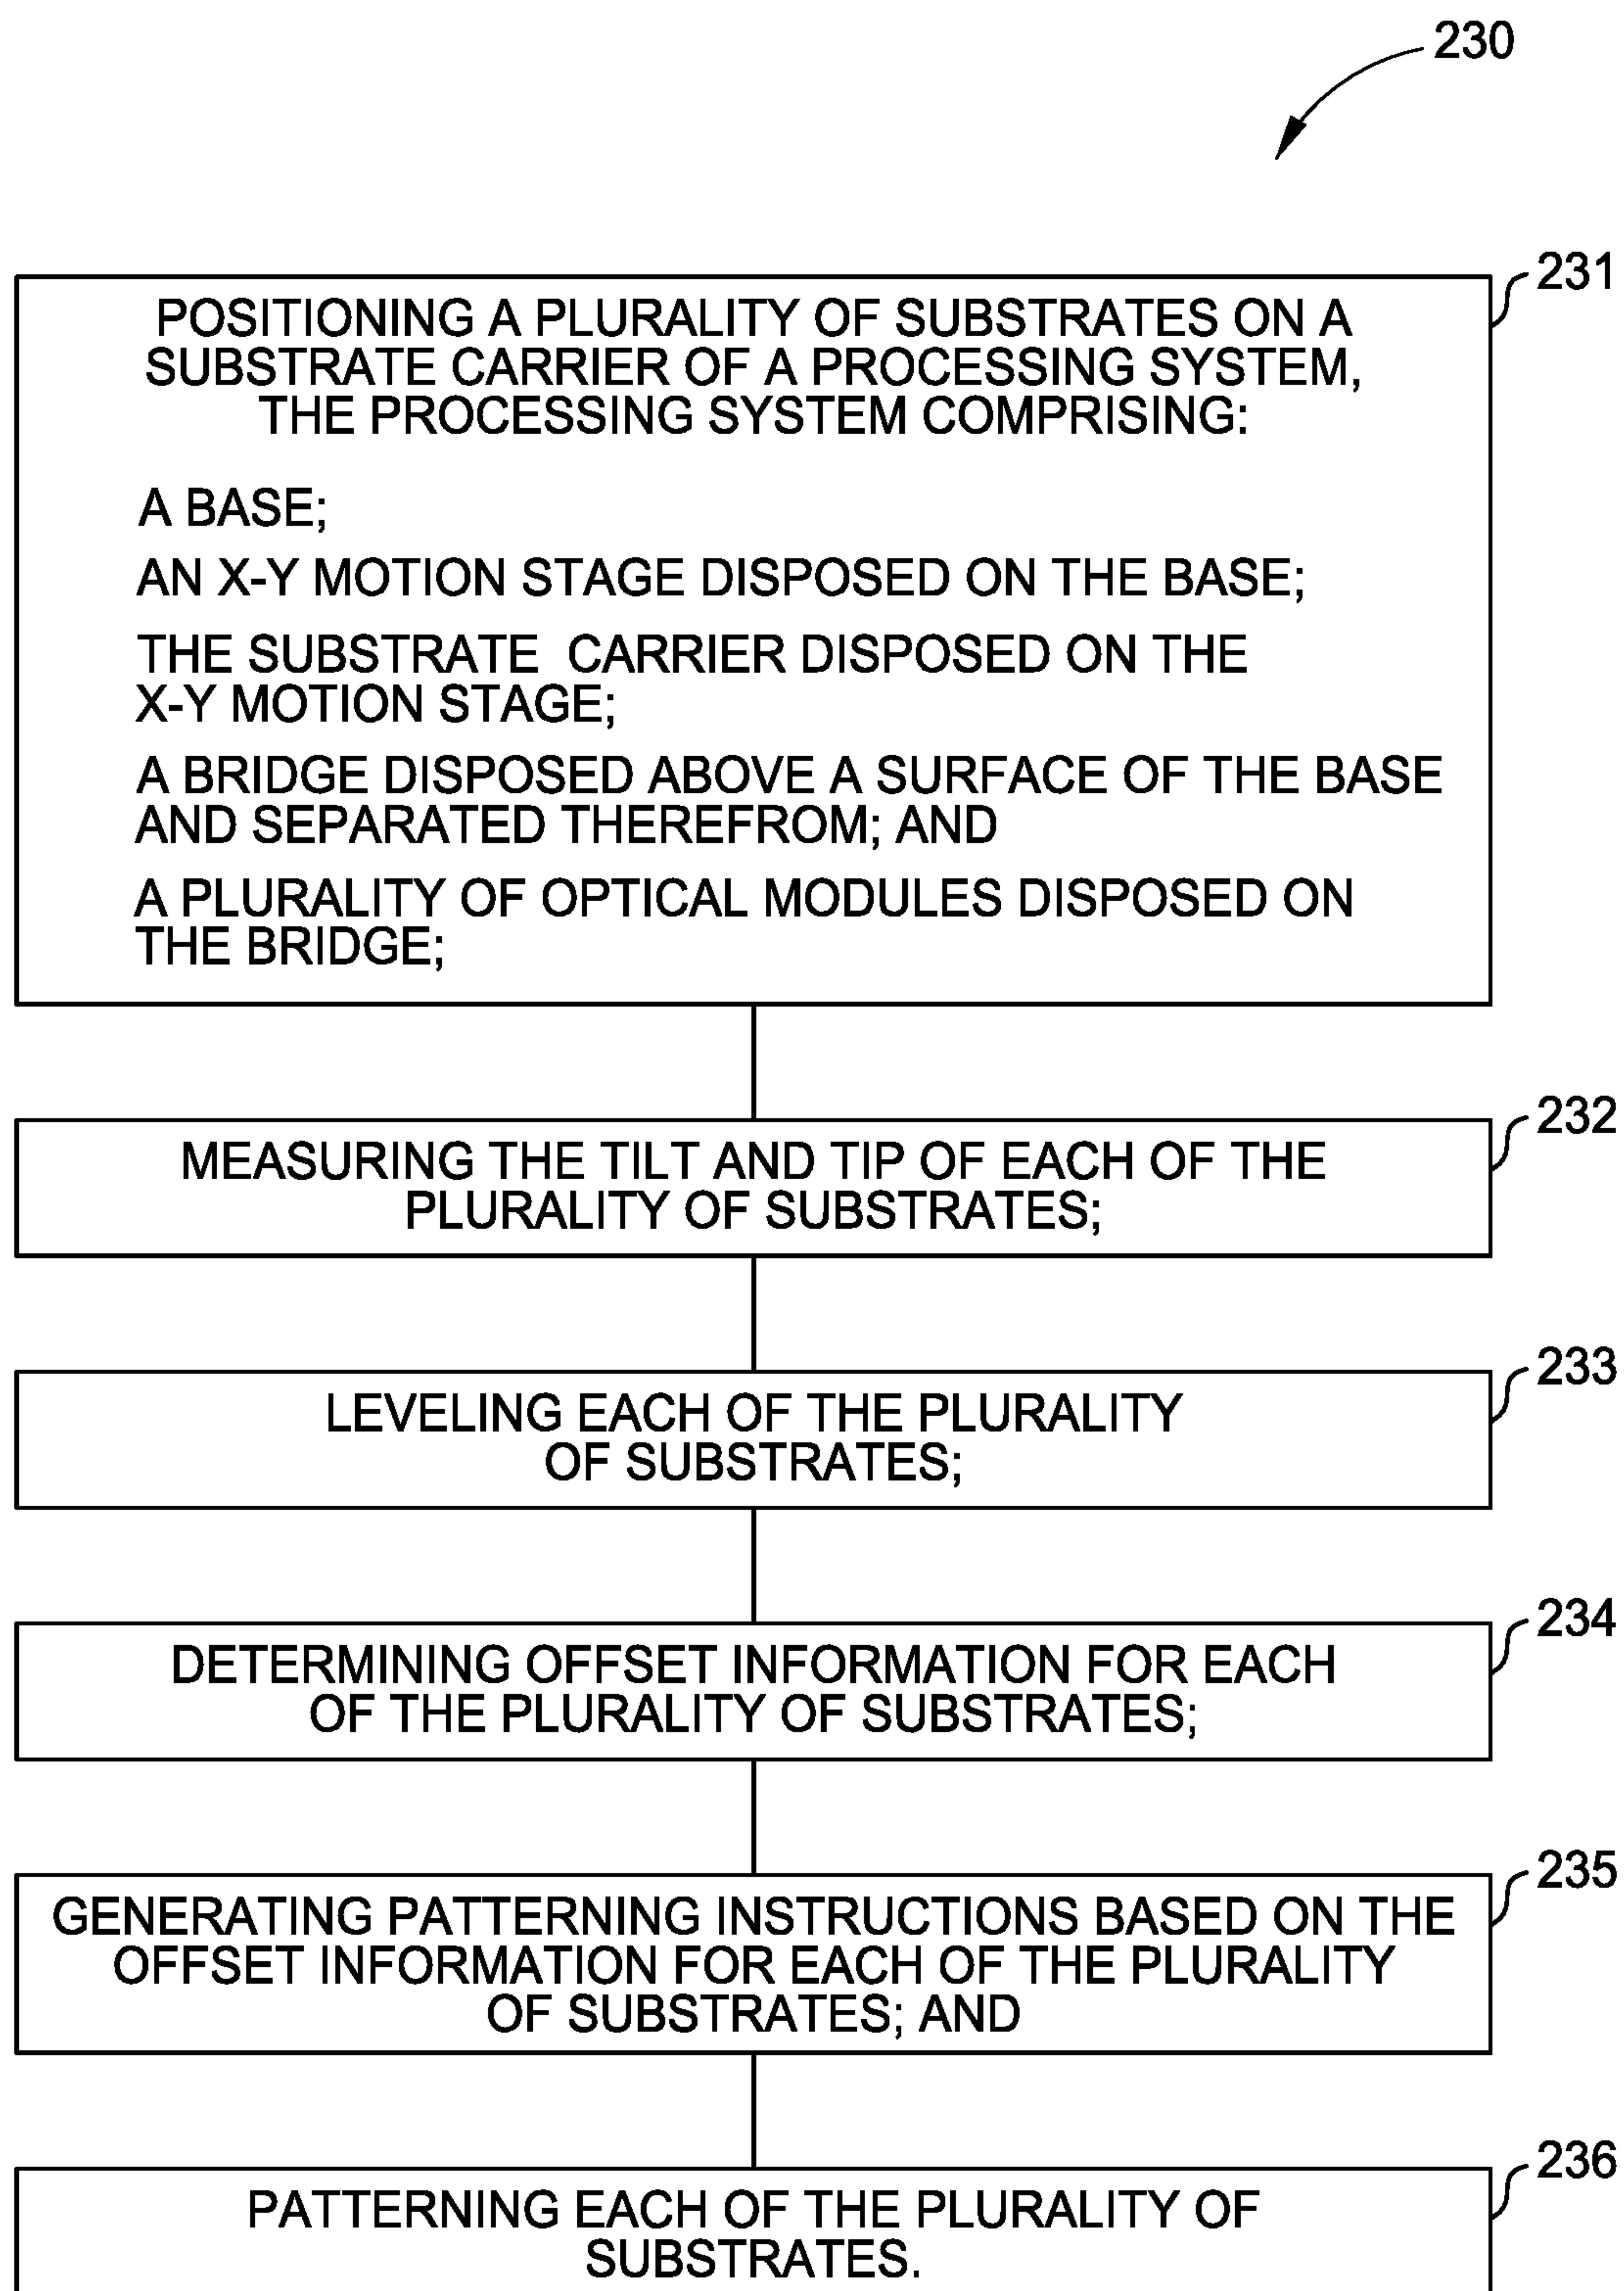 230
231
POSITIONING A PLURALITY OF SUBSTRATES ON A
SUBSTRATE CARRIER OF A PROCESSING SYSTEM,
THE PROCESSING SYSTEM COMPRISING:
A BASE;
AN X-Y MOTION STAGE DISPOSED ON THE BASE;
THE SUBSTRATE CARRIER DISPOSED ON THE
X-Y MOTION STAGE;
A BRIDGE DISPOSED ABOVE A SURFACE OF THE BASE
AND SEPARATED THEREFROM; AND
A PLURALITY OF OPTICAL MODULES DISPOSED ON
THE BRIDGE;
232
MEASURING THE TILT AND TIP OF EACH OF THE
PLURALITY OF SUBSTRATES;
233
LEVELING EACH OF THE PLURALITY
OF SUBSTRATES;
234
DETERMINING OFFSET INFORMATION FOR EACH
OF THE PLURALITY OF SUBSTRATES;
235
GENERATING PATTERNING INSTRUCTIONS BASED ON THE
OFFSET INFORMATION FOR EACH OF THE PLURALITY
OF SUBSTRATES; AND
236
PATTERNING EACH OF THE PLURALITY OF
SUBSTRATES.